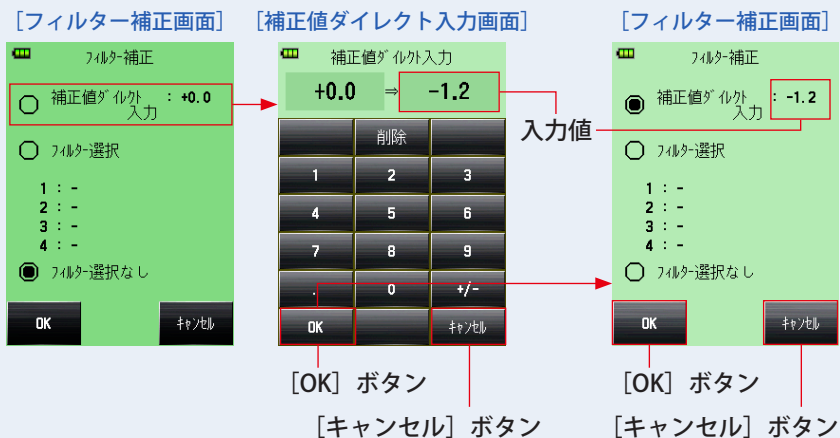 ［フィルター補正画面］
ﾌｨﾙﾀｰ補正
補正値ﾀﾞｲﾚｸﾄ : +0.0
入力
ﾌｨﾙﾀｰ選択
1 : -
2 : -
3 : -
4 : -
ﾌｨﾙﾀｰ選択なし
OK
ｷｬﾝｾﾙ
［補正値ダイレクト入力画面］
補正値ﾀﾞｲﾚｸﾄ入力
+0.0 ⇒ -1.2
削除
1 2 3
4 5 6
7 8 9
. 0 +/-
OK ｷｬﾝｾﾙ
入力値
［OK］ボタン
［キャンセル］ボタン
［フィルター補正画面］
ﾌｨﾙﾀｰ補正
補正値ﾀﾞｲﾚｸﾄ : -1.2
入力
ﾌｨﾙﾀｰ選択
1 : -
2 : -
3 : -
4 : -
ﾌｨﾙﾀｰ選択なし
OK
ｷｬﾝｾﾙ
［OK］ボタン
［キャンセル］ボタン